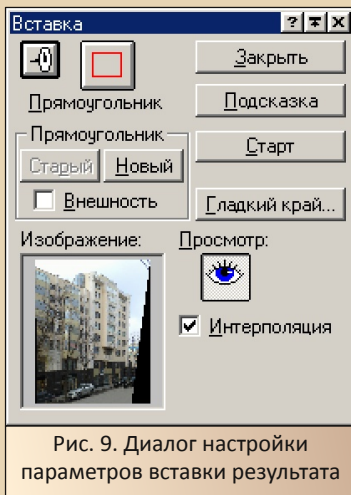 Вставка
Закрыть
Прямоугольник
Подсказка
Прямоугольник
Старый Новый
Старт
Внешность
Гладкий край...
Изображение:
Просмотр:
Интерполяция
Рис. 9. Диалог настройки
параметров вставки результата